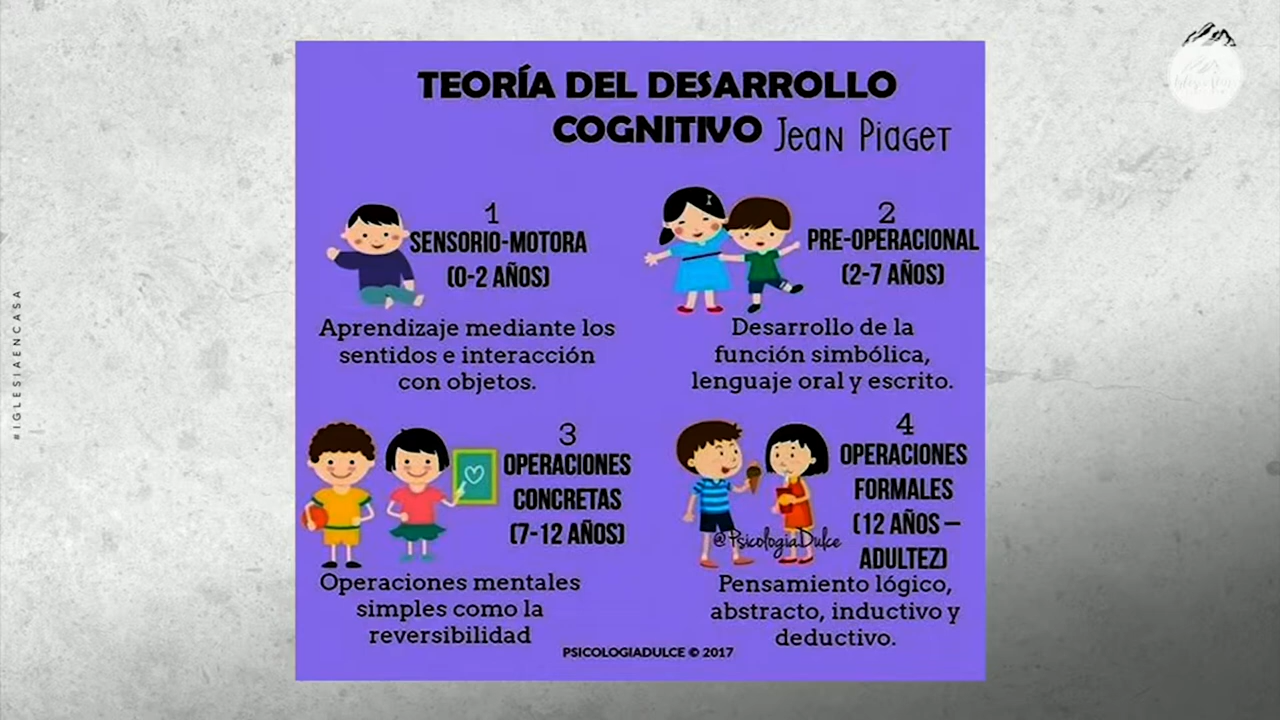 TEORÍA DEL DESARROLLO
COGNITIVO Jean Piaget
1
SENSORIO-MOTORA
(0-2 AÑOS)
Aprendizaje mediante los
sentidos e interacción
con objetos.
2
PRE-OPERACIONAL
(2-7 AÑOS)
Desarrollo de la
función simbólica,
lenguaje oral y escrito.
3
OPERACIONES
CONCRETAS
(7-12 AÑOS)
Operaciones mentales
simples como la
reversibilidad
4
OPERACIONES
FORMALES
(12 AÑOS –
ADULTEZ)
@PsicologiaDulce
Pensamiento lógico,
abstracto, inductivo y
deductivo.
PSICOLOGIADULCE © 2017
#IGLESIAENCASA